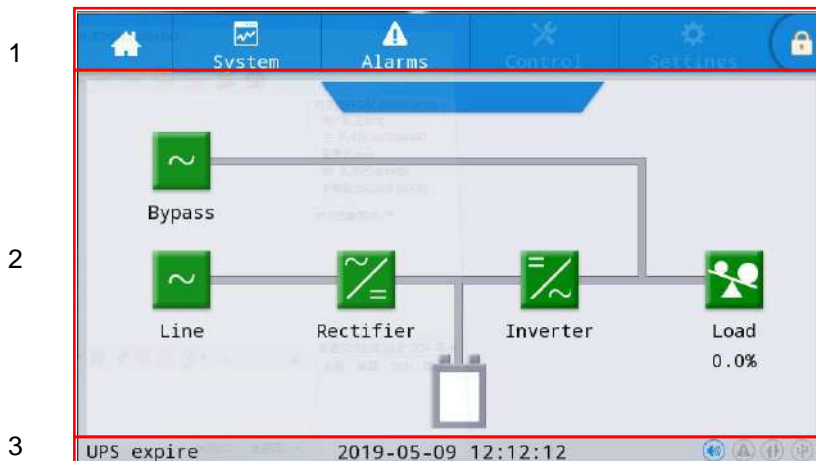 1
System Alarms Control Settings
Bypass
2
Line Rectifier Inverter Load
0.0%
3
UPS expire 2019-05-09 12:12:12